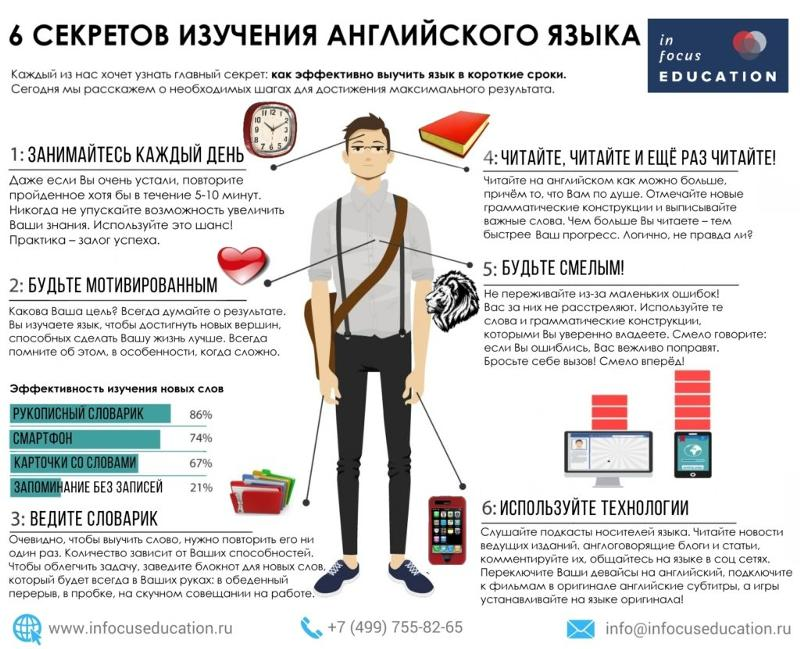 6 СЕКРЕТОВ ИЗУЧЕНИЯ АНГЛИЙСКОГО ЯЗЫКА
in
focus
EDUCATION
Каждый из нас хочет узнать главный секрет: как эффективно выучить язык в короткие сроки.
Сегодня мы расскажем о необходимых шагах для достижения максимального результата.
1: ЗАНИМАЙТЕСЬ КАЖДЫЙ ДЕНЬ
Даже если Вы очень устали, повторите
пройденное хотя бы в течение 5-10 минут.
Никогда не упускайте возможность увеличить
Ваши знания. Используйте это шанс!
Практика – залог успеха.
2: БУДЬТЕ МОТИВИРОВАННЫМ
Какова Ваша цель? Всегда думайте о результате.
Вы изучаете язык, чтобы достигнуть новых вершин,
способных сделать Вашу жизнь лучше. Всегда
помните об этом, в особенности, когда сложно.
Эффективность изучения новых слов
РУКОПИСНЫЙ СЛОВАРИК 86%
СМАРТФОН 74%
КАРТОЧКИ СО СЛОВАМИ 67%
ЗАПОМИНАНИЕ БЕЗ ЗАПИСЕЙ 21%
3: ВЕДИТЕ СЛОВАРИК
Очевидно, чтобы выучить слово, нужно повторить его ни
один раз. Количество зависит от Ваших способностей.
Чтобы облегчить задачу, заведите блокнот для новых слов,
который будет всегда в Ваших руках: в обеденный
перерыв, в пробке, на скучном совещании на работе.
4: ЧИТАЙТЕ, ЧИТАЙТЕ И ЕЩЁ РАЗ ЧИТАЙТЕ!
Читайте на английском как можно больше,
причём то, что Вам по душе. Отмечайте новые
грамматические конструкции и выписывайте
важные слова. Чем больше Вы читаете – тем
быстрее Ваш прогресс. Логично, не правда ли?
5: БУДЬТЕ СМЕЛЫМ!
Не переживайте из-за маленьких ошибок!
Вас за них не расстреляют. Используйте те
слова и грамматические конструкции,
которыми Вы уверенно владеете. Смело говорите:
если Вы ошиблись, Вас вежливо поправят.
Бросьте себе вызов! Смело вперёд!
6: ИСПОЛЬЗУЙТЕ ТЕХНОЛОГИИ
Слушайте подкасты носителей языка. Читайте новости
ведущих изданий, англоговорящие блоги и статьи,
комментируйте их, общайтесь на языке в соц сетях.
Переключите Ваши девайсы на английский, подключите
к фильмам в оригинале английские субтитры, а игры
устанавливайте на языке оригинала!
www.infocuseducation.ru
+7 (499) 755-82-65
info@infocuseducation.ru